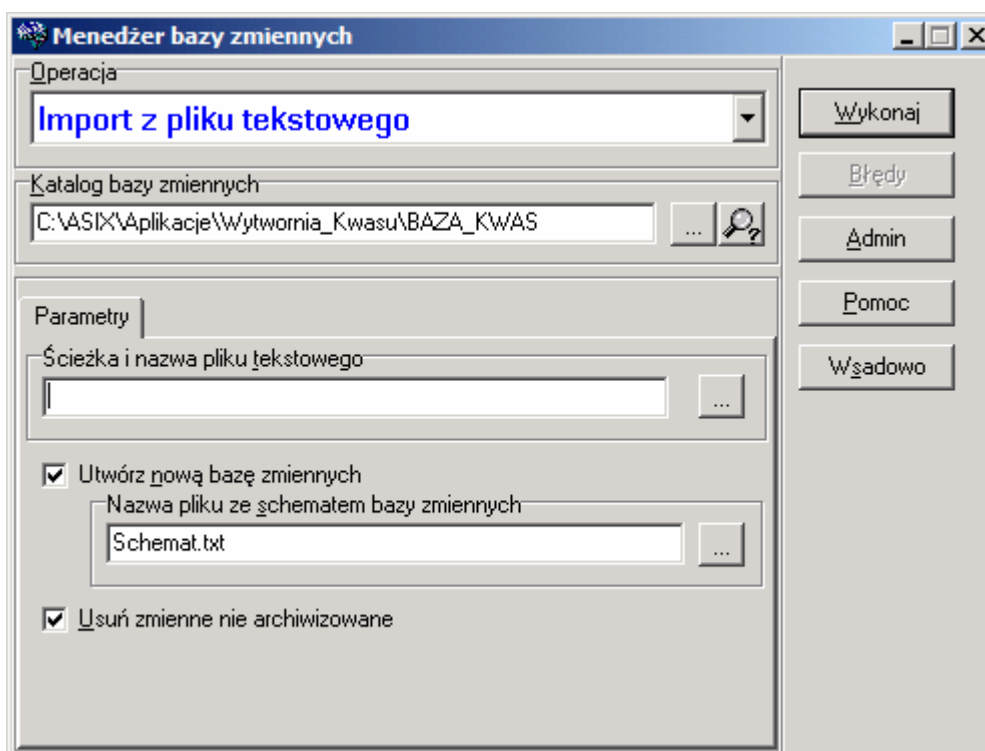 Menedżer bazy zmiennych
Operacja
Import z pliku tekstowego
Wykonaj
Błędy
Katalog bazy zmiennych
C:\ASIX\Aplikacje\Wytwornia_Kwasu\BAZA_KWAS
...
Admin
Pomoc
Parametry
Ścieżka i nazwa pliku tekstowego
...
Wsadowo
Utwórz nową bazę zmiennych
Nazwa pliku ze schematem bazy zmiennych
Schemat.txt
...
Usuń zmienne nie archiwizowane